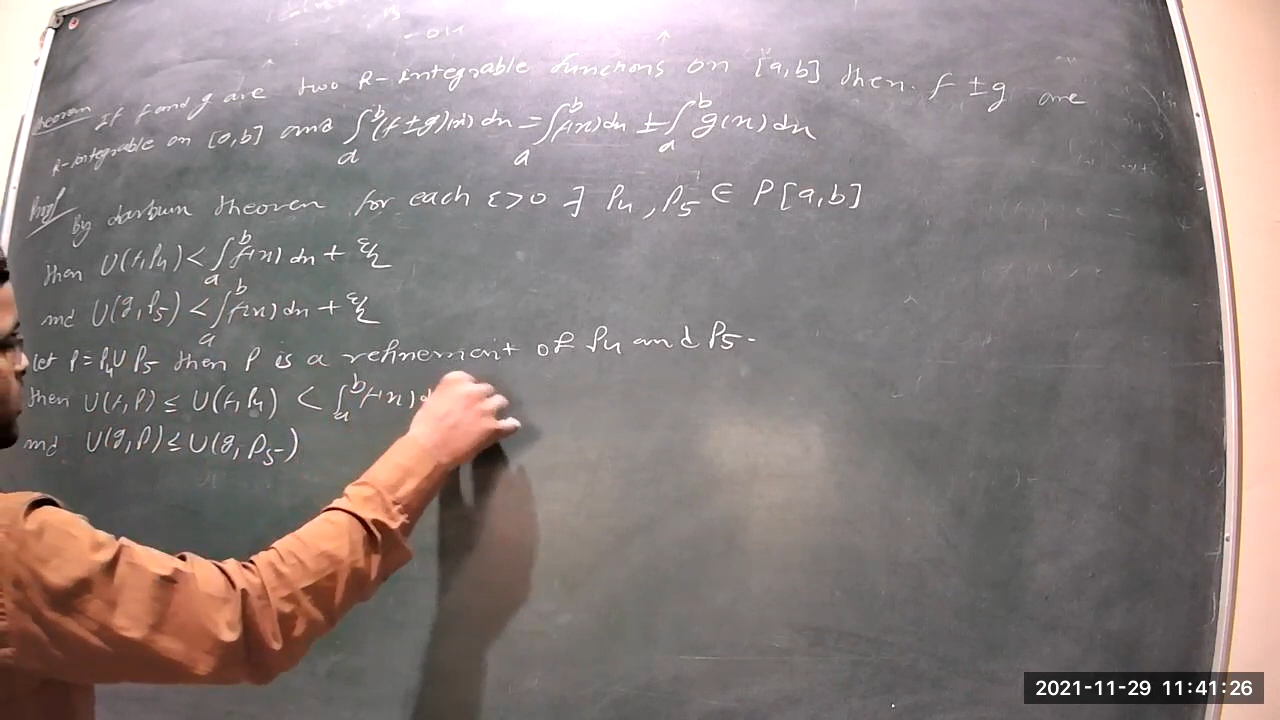 Theorem If f and g are two R-integrable functions on [a,b] then f ±g are
R-integrable on [a,b] and ∫_a^b (f±g)(x) dx = ∫_a^b f(x) dx ± ∫_a^b g(x) dx
Proof
By darbun theorem for each ε>0 ∃ P4, P5 ∈ P[a,b]
then U(f,P4) < ∫_a^b f(x) dx + ε/2
and U(g,P5) < ∫_a^b f(x) dx + ε/2
let P = P4 ∪ P5 then P is a refinement of P4 and P5.
then U(f,P) ≤ U(f,P4) < ∫_a^b f(x) d
and U(g,P) ≤ U(g,P5)
2021-11-29 11:41:26